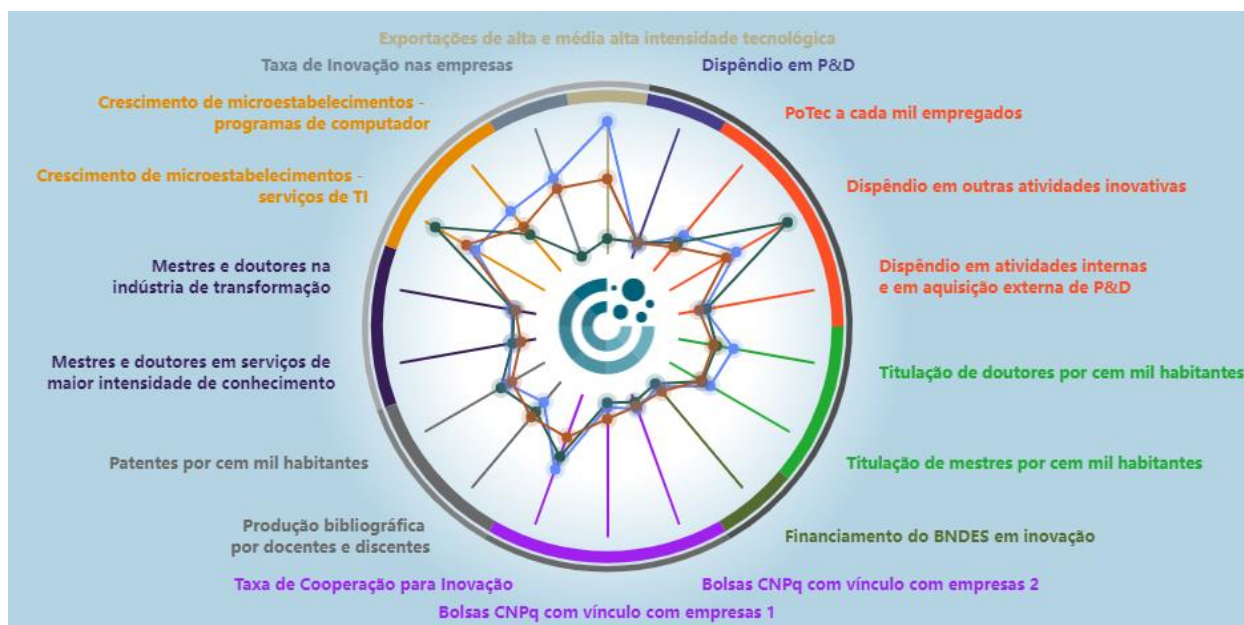 Exportações de alta e média alta intensidade tecnológica
Taxa de Inovação nas empresas
Dispêndio em P&D
Crescimento de microestabelecimentos -
programas de computador
PoTec a cada mil empregados
Crescimento de microestabelecimentos -
serviços de TI
Dispêndio em outras atividades inovativas
Mestres e doutores na
indústria de transformação
Dispêndio em atividades internas
e em aquisição externa de P&D
Mestres e doutores em serviços de
maior intensidade de conhecimento
Titulação de doutores por cem mil habitantes
Patentes por cem mil habitantes
Titulação de mestres por cem mil habitantes
Produção bibliográfica
por docentes e discentes
Financiamento do BNDES em inovação
Taxa de Cooperação para Inovação
Bolsas CNPq com vínculo com empresas 2
Bolsas CNPq com vínculo com empresas 1